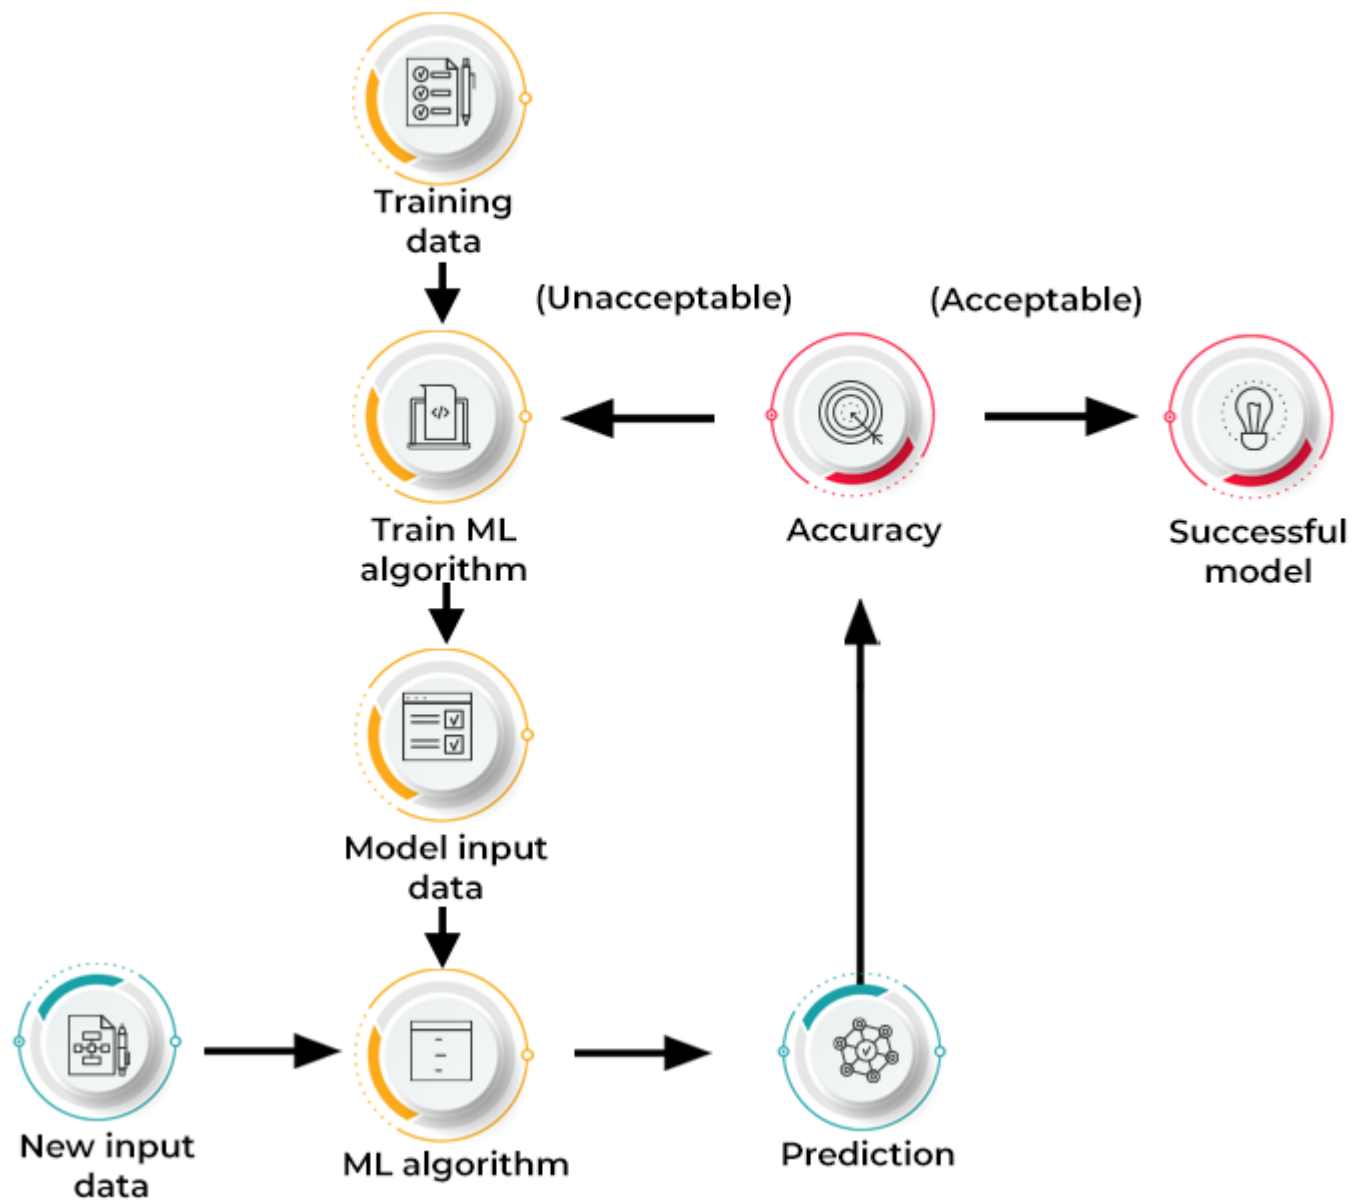 Training
data
(Unacceptable)
(Acceptable)
</>
Train ML
algorithm
Accuracy
Successful
model
Model input
data
New input
data
ML algorithm
Prediction